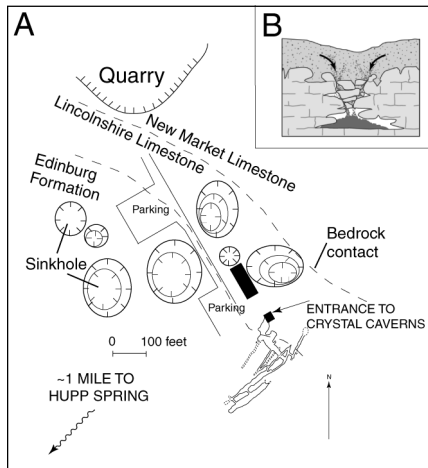 A
B
Quarry
New Market Limestone
Lincolnshire Limestone
Edinburg
Formation
Parking
Bedrock
contact
Sinkhole
Parking
ENTRANCE TO
CRYSTAL CAVERNS
0 100 feet
~1 MILE TO
HUPP SPRING
N